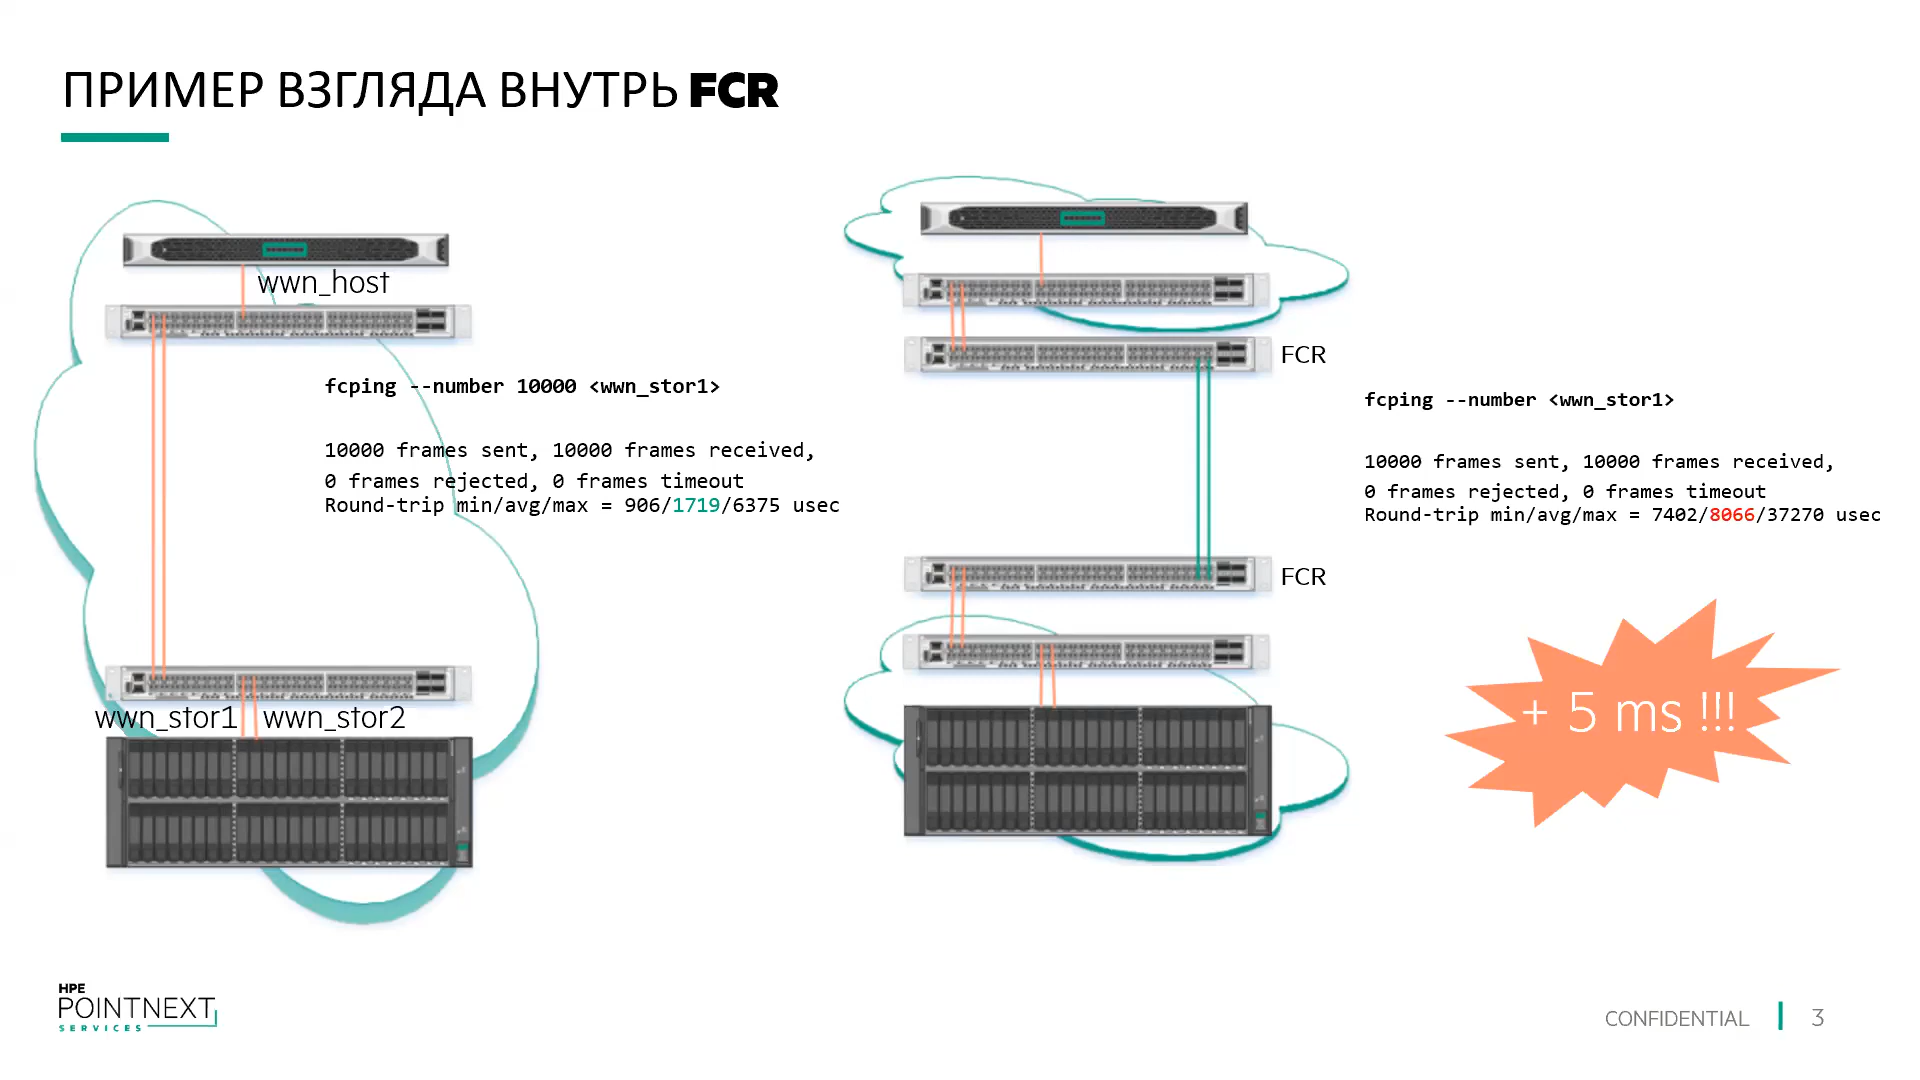 ПРИМЕР ВЗГЛЯДА ВНУТРЬ FCR
wwn_host
fcping --number 10000 <wwn_stor1>
10000 frames sent, 10000 frames received,
0 frames rejected, 0 frames timeout
Round-trip min/avg/max = 906/1719/6375 usec
wwn_stor1 wwn_stor2
FCR
fcping --number <wwn_stor1>
10000 frames sent, 10000 frames received,
0 frames rejected, 0 frames timeout
Round-trip min/avg/max = 7402/8066/37270 usec
FCR
+ 5 ms !!!
HPE
POINTNEXT
SERVICES
CONFIDENTIAL 3